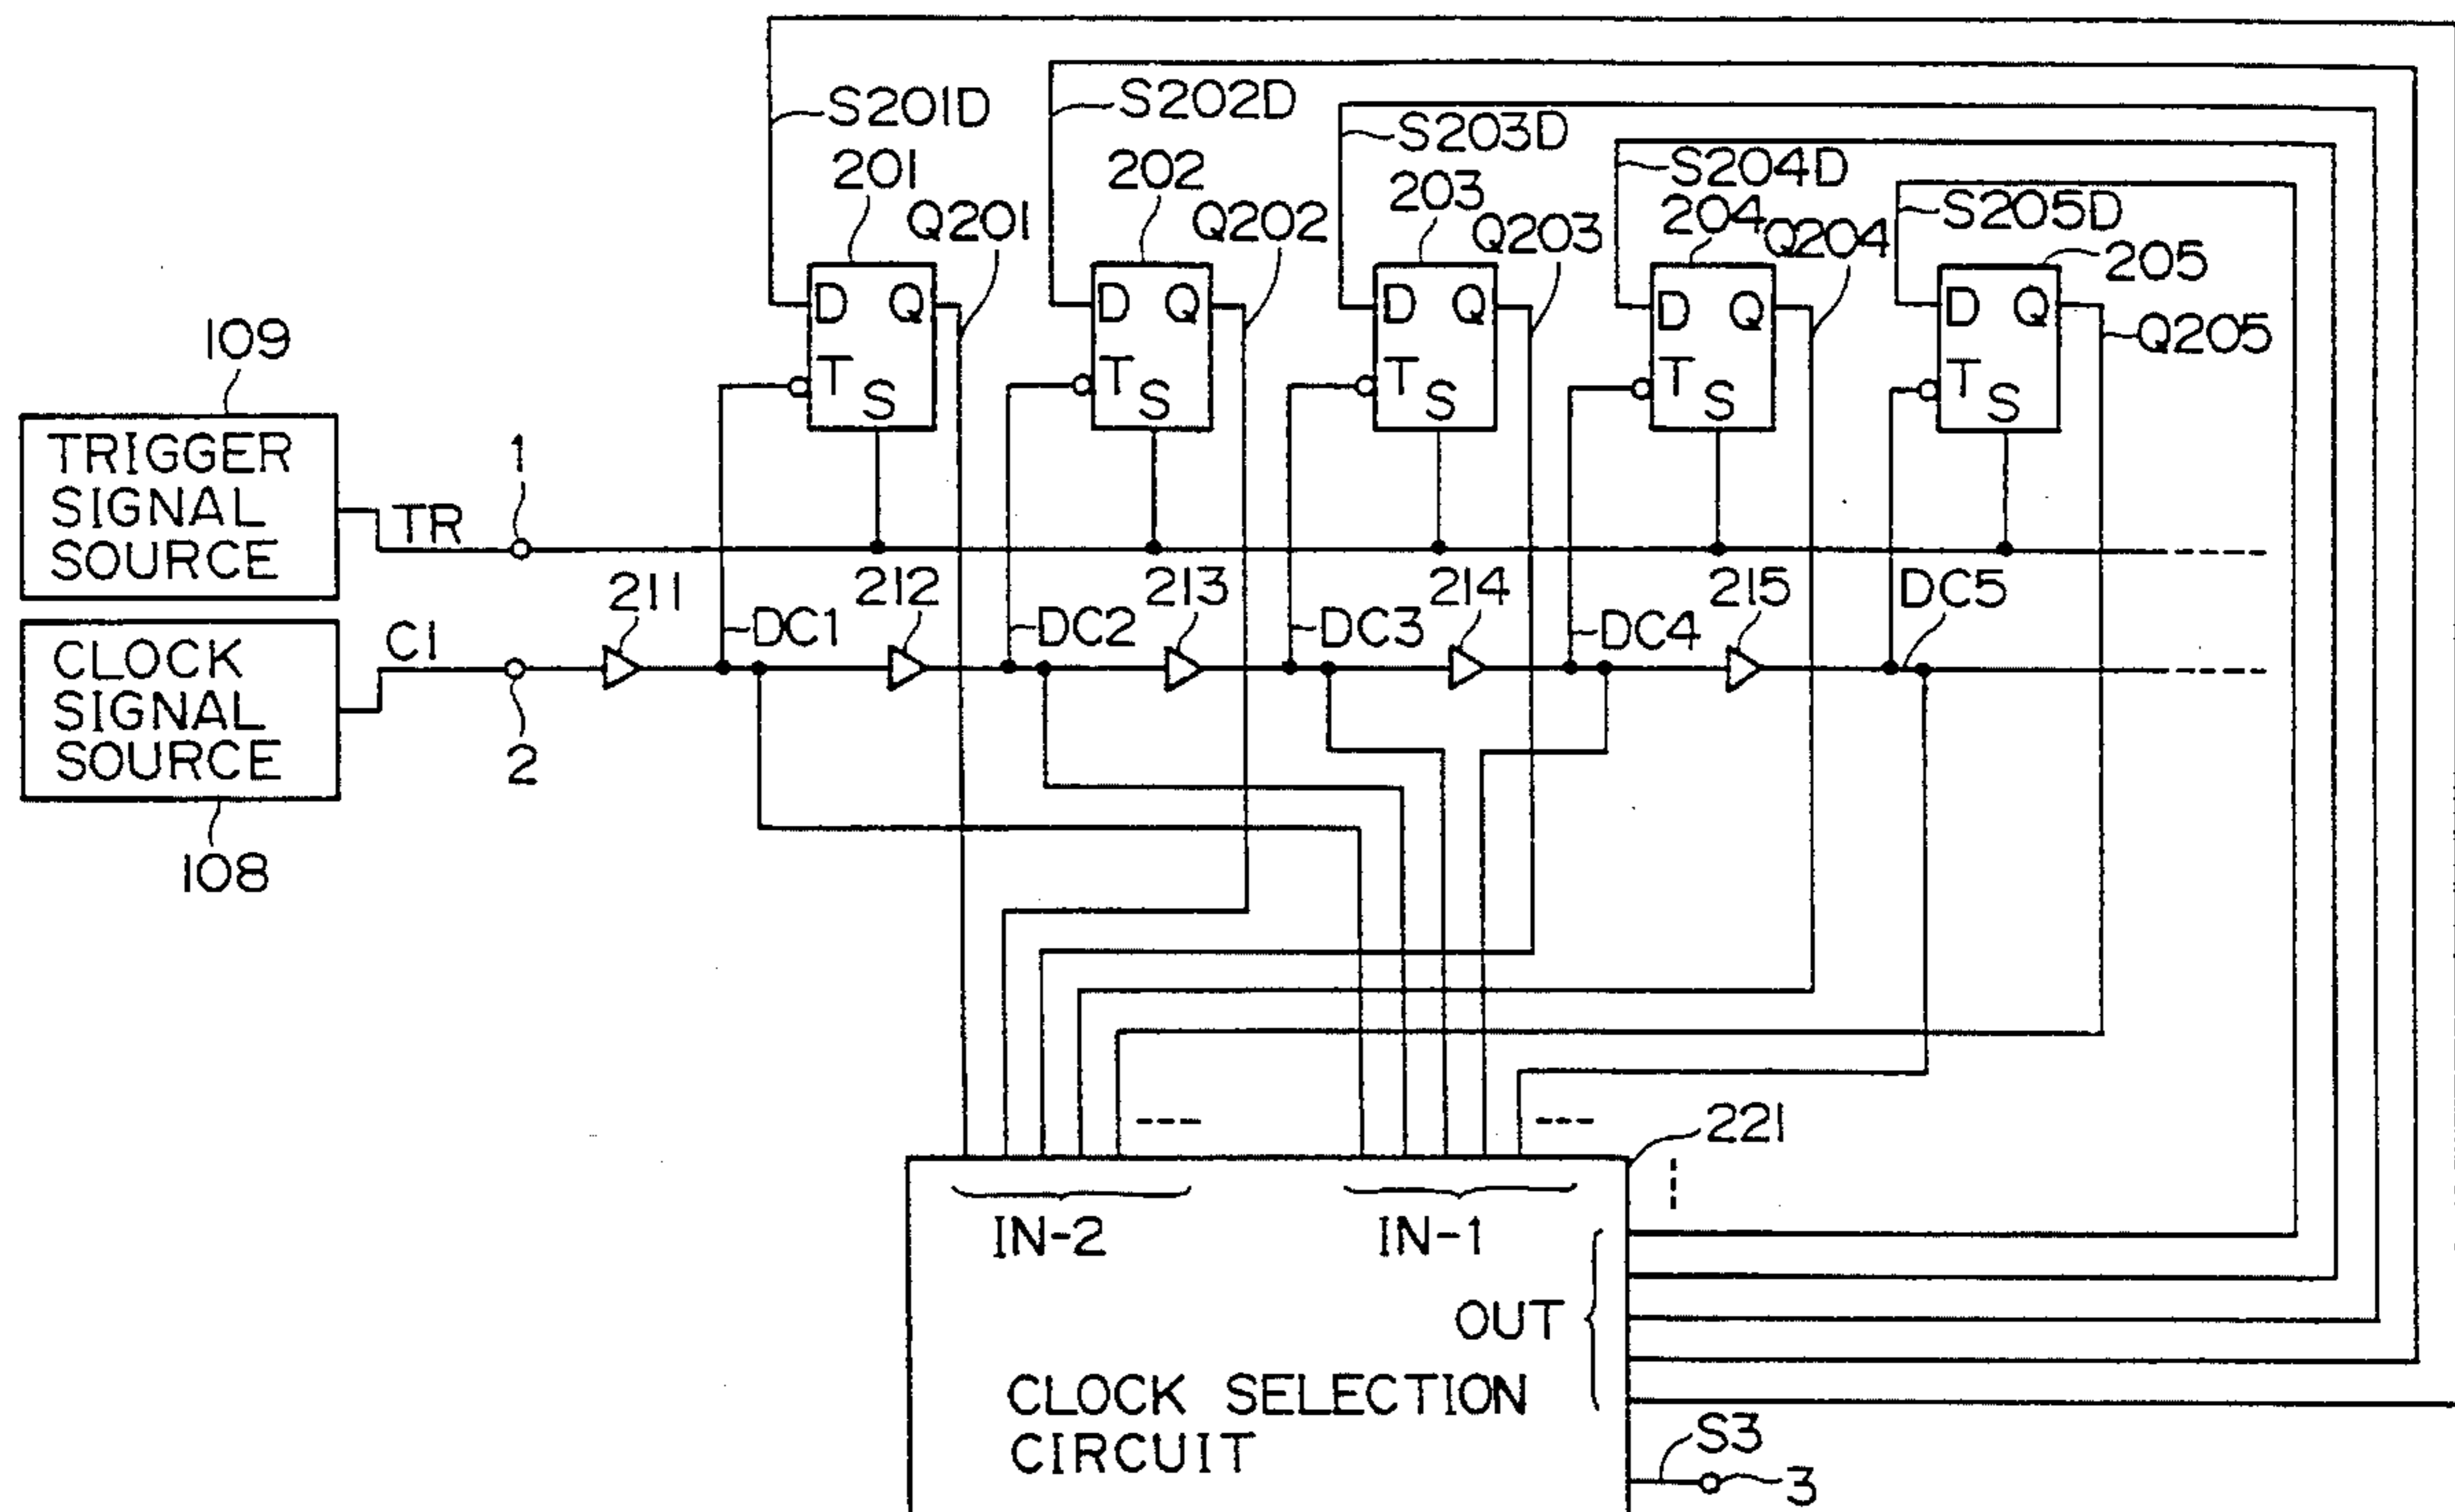 S201D
S202D
S203D
S204D
S205D
201
202
203
204
205
Q201
Q202
Q203
Q204
Q205
D Q
T S
D Q
T S
D Q
T S
D Q
T S
D Q
T S
109
TRIGGER
SIGNAL
SOURCE
TR
1
211
212
213
214
215
DC1
DC2
DC3
DC4
DC5
CLOCK
SIGNAL
SOURCE
C1
2
108
221
IN-2
IN-1
OUT
CLOCK SELECTION
CIRCUIT
S3
3